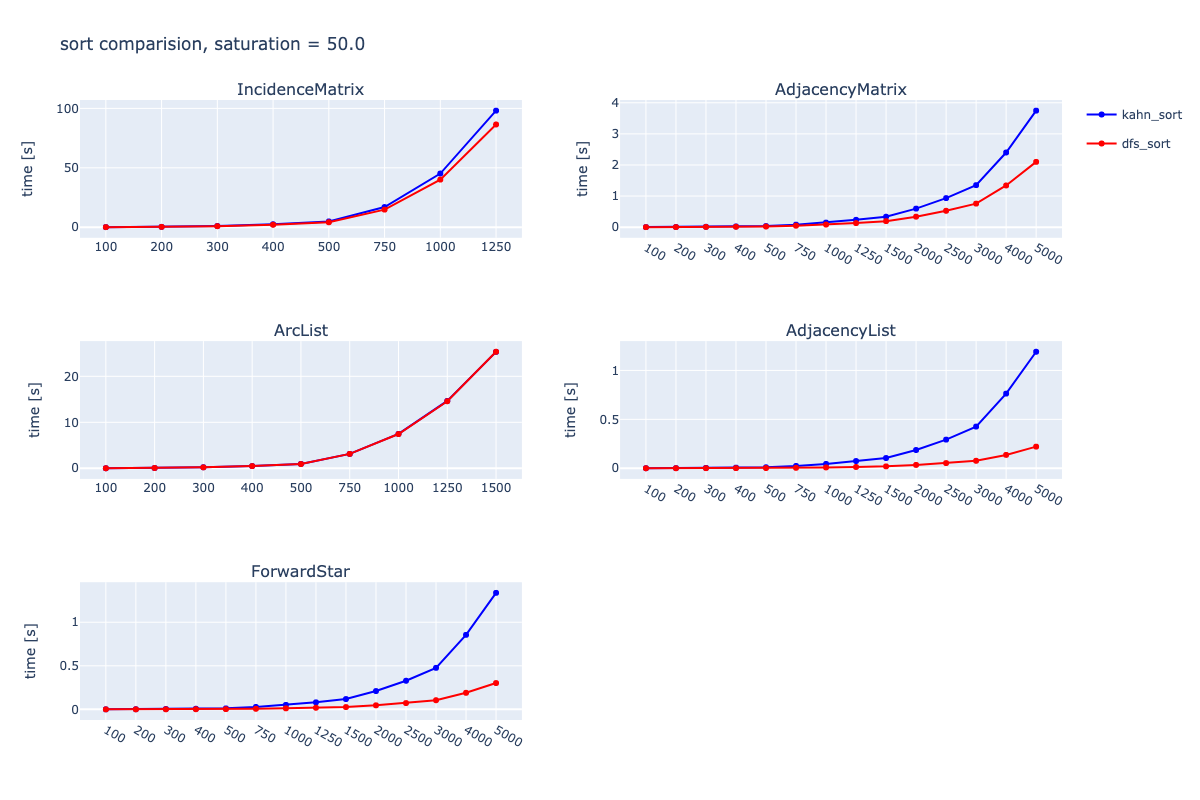 sort comparision, saturation = 50.0
IncidenceMatrix
time [s]
100
50
0
100 200 300 400 500 750 1000 1250
AdjacencyMatrix
time [s]
4
3
2
1
0
100 200 300 400 500 750 1000 1250 1500 2000 2500 3000 4000 5000
kahn_sort
dfs_sort
ArcList
time [s]
20
10
0
100 200 300 400 500 750 1000 1250 1500
AdjacencyList
time [s]
1
0.5
0
100 200 300 400 500 750 1000 1250 1500 2000 2500 3000 4000 5000
ForwardStar
time [s]
1
0.5
0
100 200 300 400 500 750 1000 1250 1500 2000 2500 3000 4000 5000